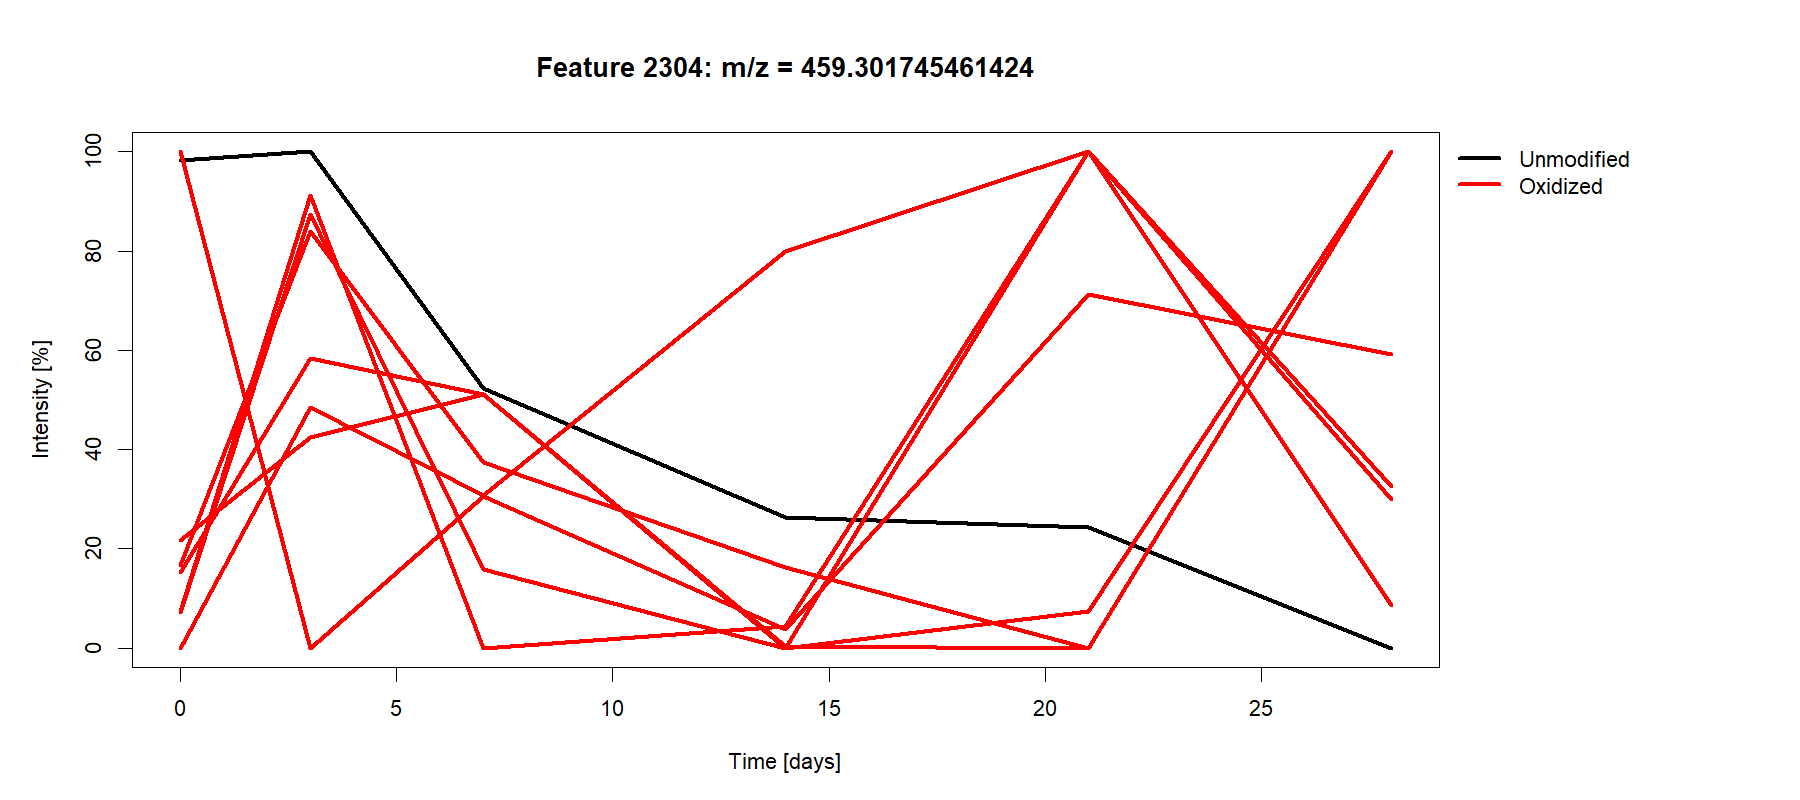 Feature 2304: m/z = 459.301745461424
Unmodified
Oxidized
Intensity [%]
100
80
60
40
20
0
0 5 10 15 20 25
Time [days]